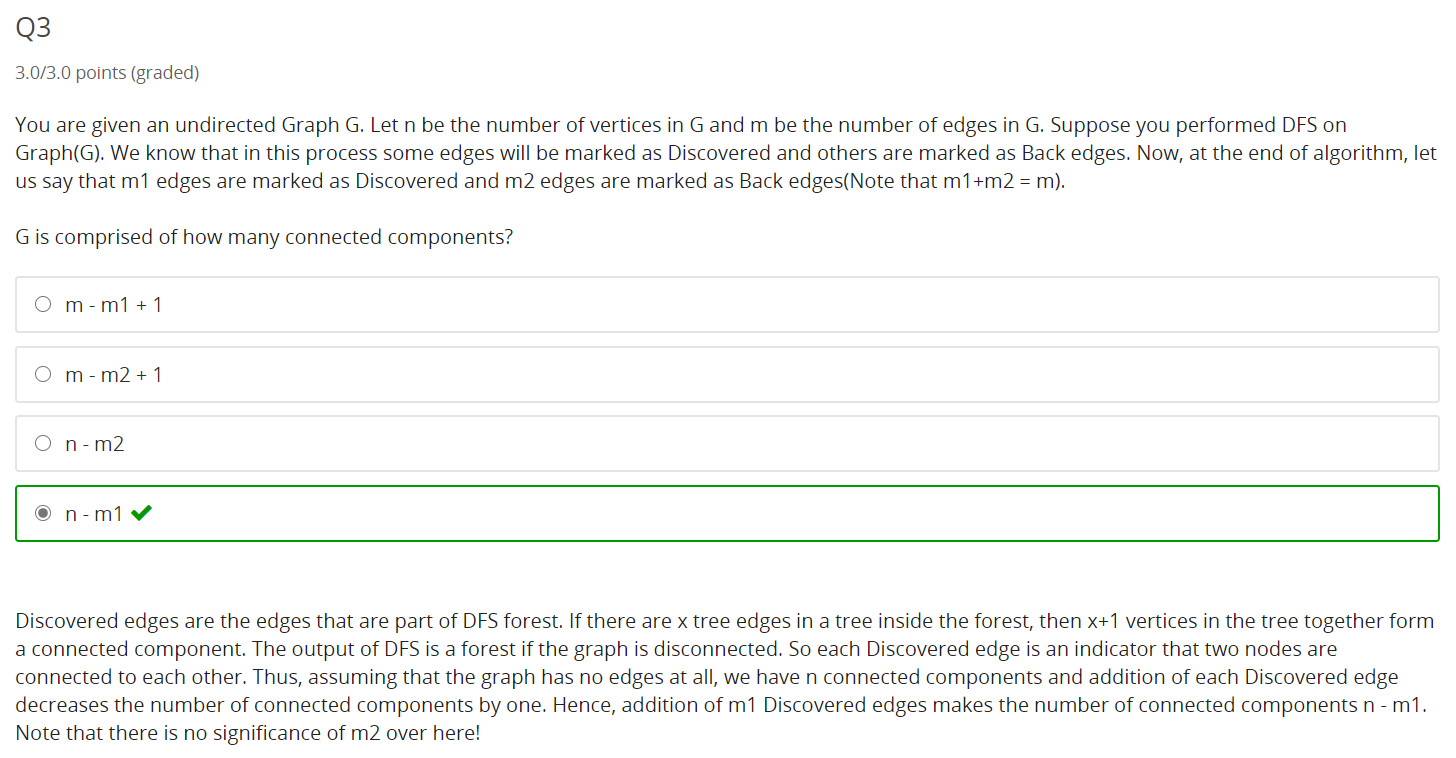 Q3
3.0/3.0 points (graded)
You are given an undirected Graph G. Let n be the number of vertices in G and m be the number of edges in G. Suppose you performed DFS on
Graph(G). We know that in this process some edges will be marked as Discovered and others are marked as Back edges. Now, at the end of algorithm, let
us say that m1 edges are marked as Discovered and m2 edges are marked as Back edges(Note that m1+m2 = m).
G is comprised of how many connected components?
m - m1 + 1
m - m2 + 1
n - m2
n - m1
Discovered edges are the edges that are part of DFS forest. If there are x tree edges in a tree inside the forest, then x+1 vertices in the tree together form
a connected component. The output of DFS is a forest if the graph is disconnected. So each Discovered edge is an indicator that two nodes are
connected to each other. Thus, assuming that the graph has no edges at all, we have n connected components and addition of each Discovered edge
decreases the number of connected components by one. Hence, addition of m1 Discovered edges makes the number of connected components n - m1.
Note that there is no significance of m2 over here!